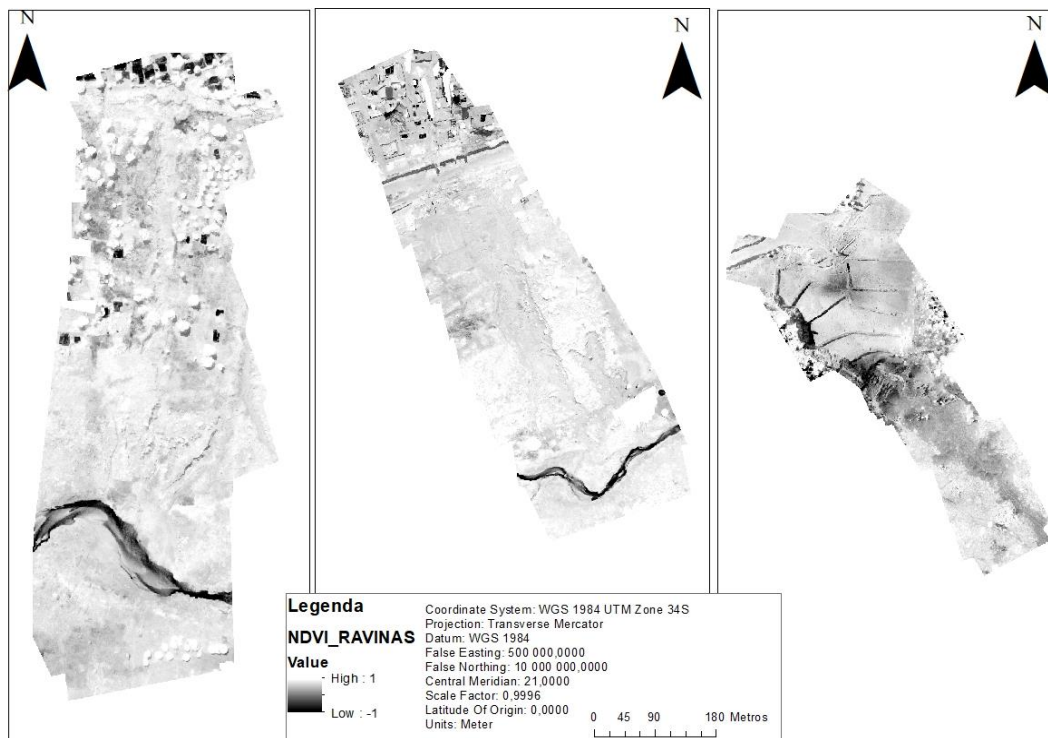 N
N
N
Legenda
NDVI_RAVINAS
Value
High : 1
Low : -1
Coordinate System: WGS 1984 UTM Zone 34S
Projection: Transverse Mercator
Datum: WGS 1984
False Easting: 500 000,0000
False Northing: 10 000 000,0000
Central Meridian: 21,0000
Scale Factor: 0,9996
Latitude Of Origin: 0,0000
Units: Meter
0 45 90 180 Metros